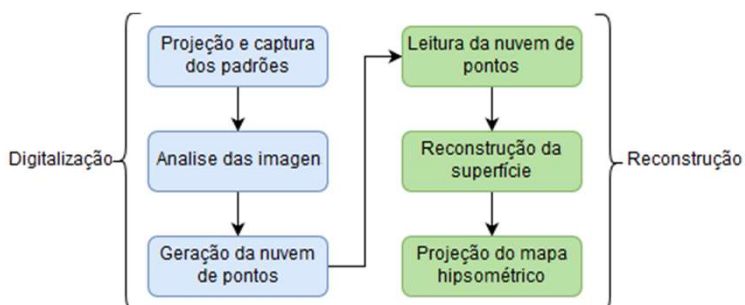 Digitalização
Projeção e captura
dos padrões
Analise das imagen
Geração da nuvem
de pontos
Leitura da nuvem de
pontos
Reconstrução da
superfície
Projeção do mapa
hipsométrico
Reconstrução